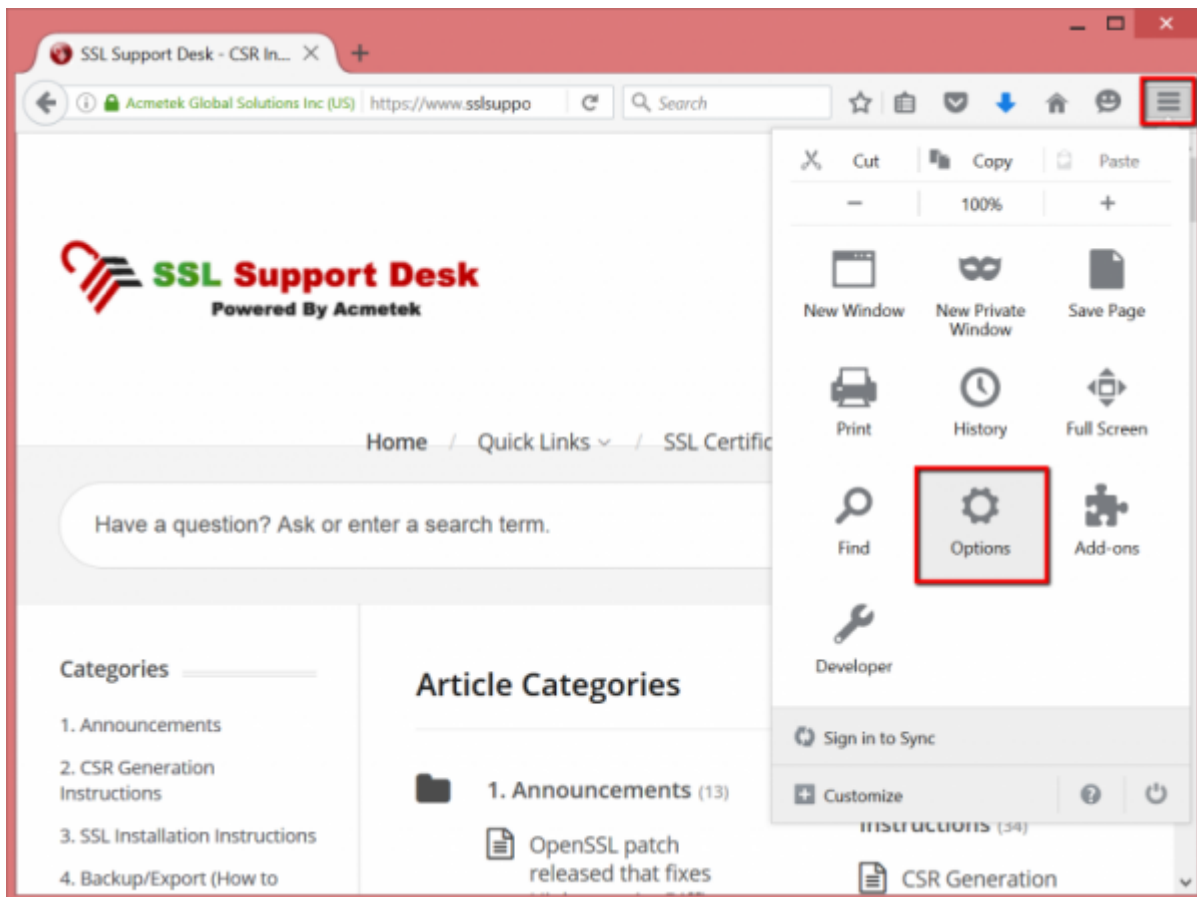 SSL Support Desk - CSR In...
Acmetek Global Solutions Inc (US)
https://www.sslsuppo
Search
Cut
Copy
Paste
100%
New Window
New Private
Window
Save Page
Print
History
Full Screen
Find
Options
Add-ons
Developer
Sign in to Sync
Customize
SSL Support Desk
Powered By Acmetek
Home / Quick Links / SSL Certific
Have a question? Ask or enter a search term.
Categories
1. Announcements
2. CSR Generation
Instructions
3. SSL Installation Instructions
4. Backup/Export (How to
Article Categories
1. Announcements (13)
OpenSSL patch
released that fixes
Instructions (34)
CSR Generation